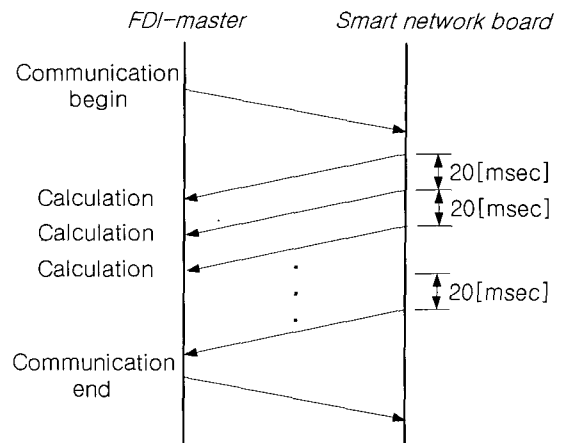 FDI-master
Smart network board
Communication
begin
20[msec]
Calculation
20[msec]
Calculation
Calculation
20[msec]
Communication
end